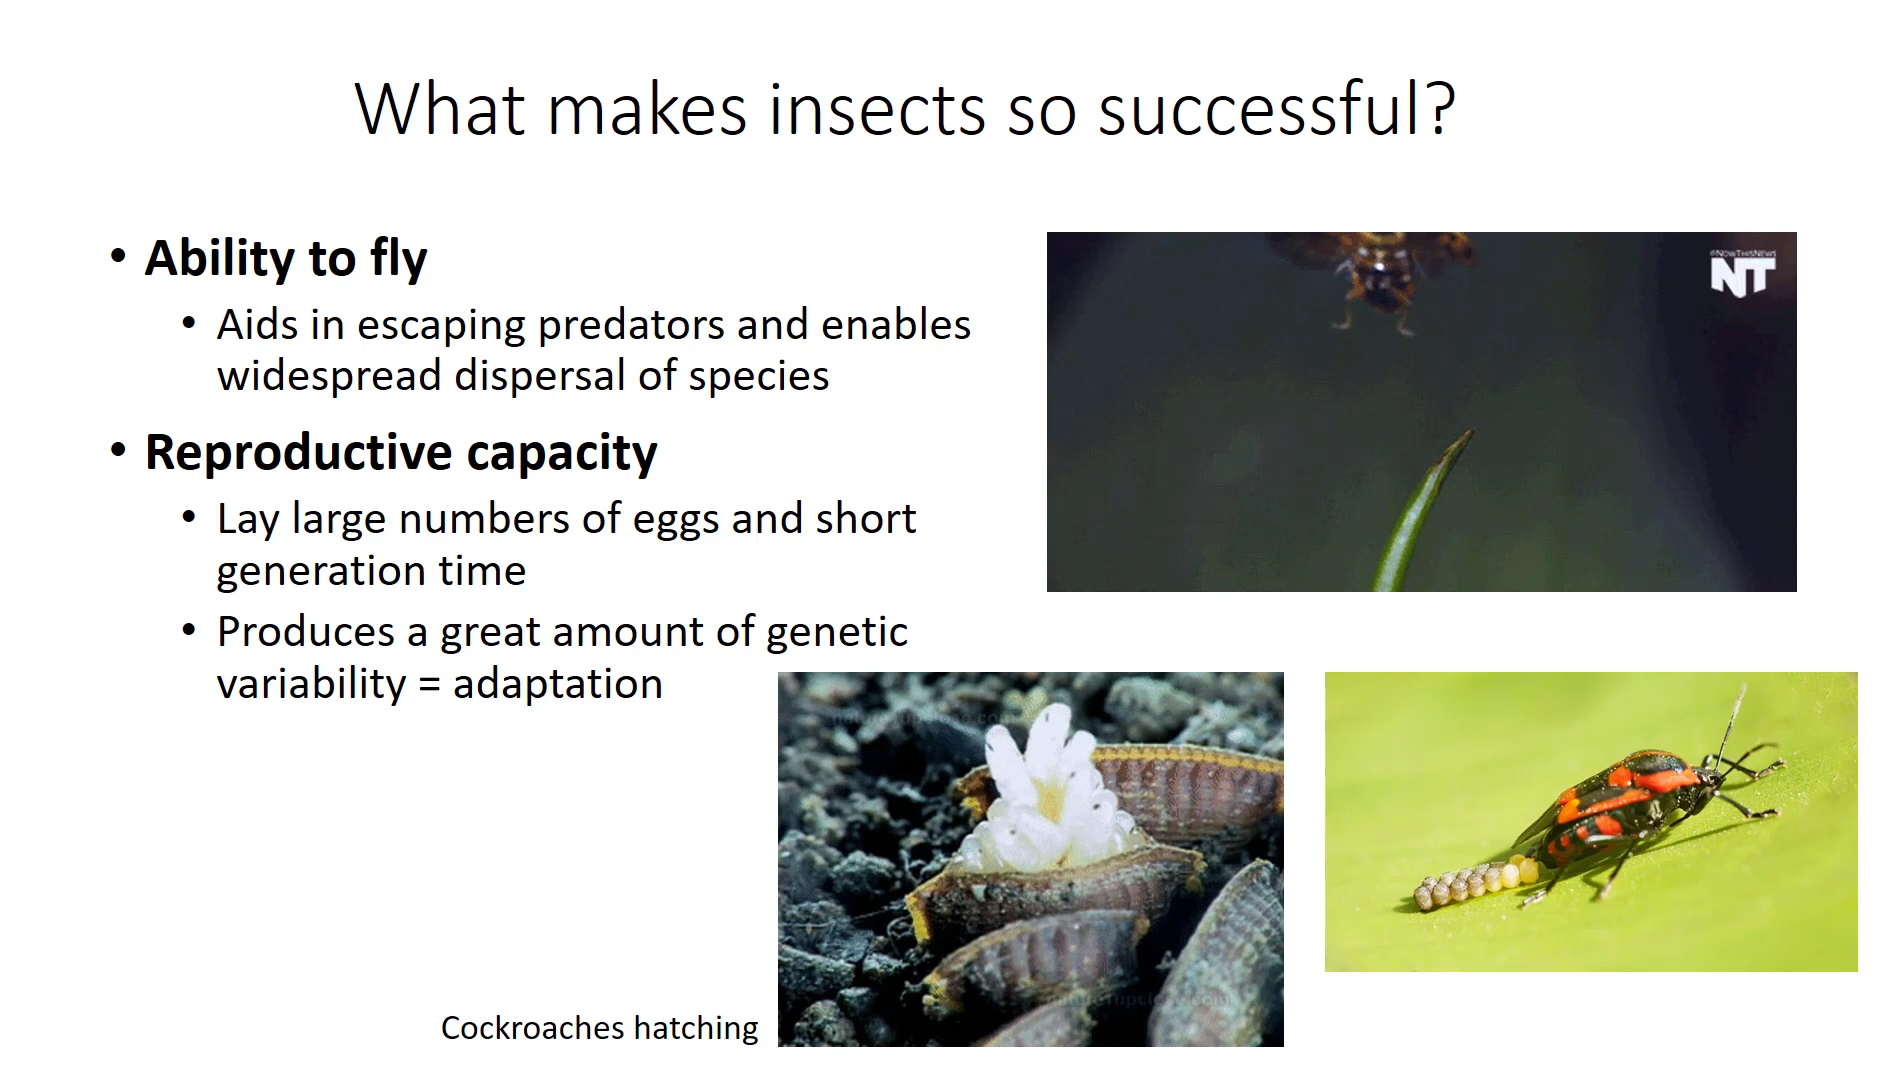 What makes insects so successful?
• Ability to fly
• Aids in escaping predators and enables
widespread dispersal of species
• Reproductive capacity
• Lay large numbers of eggs and short
generation time
• Produces a great amount of genetic
variability = adaptation
@NowThisNews
NT
Cockroaches hatching